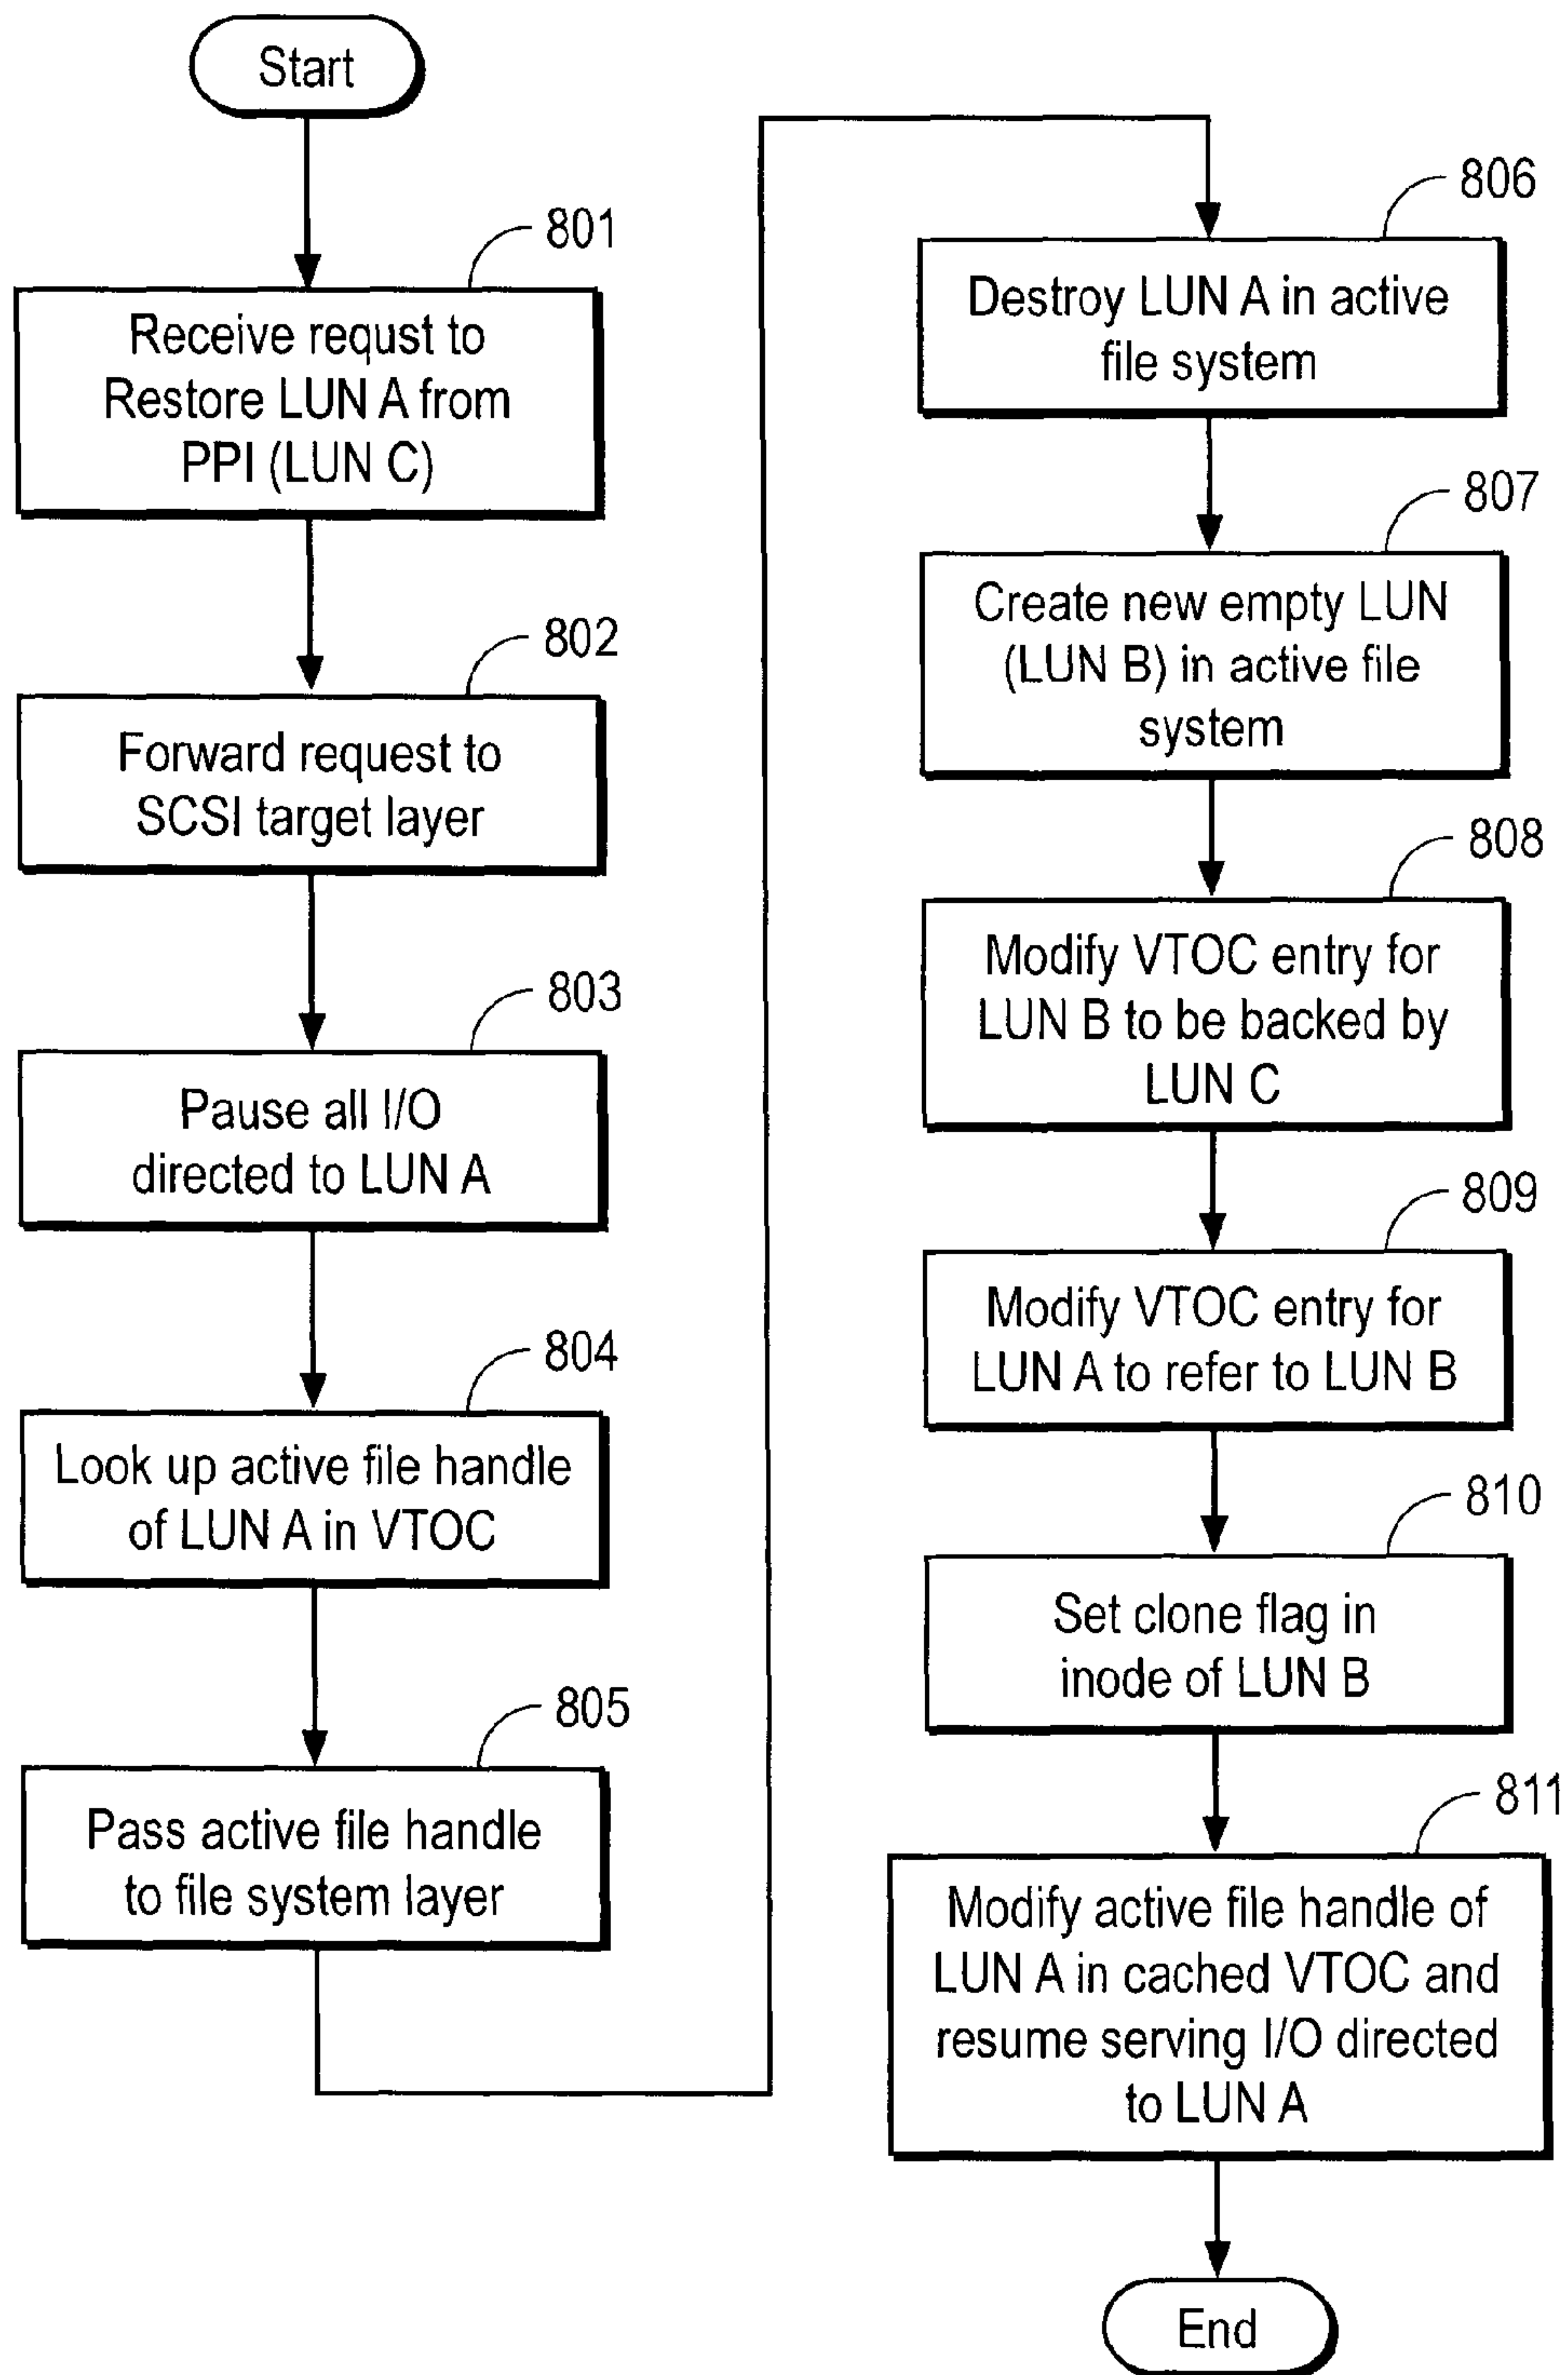 Start
801
Receive requst to
Restore LUN A from
PPI (LUN C)
802
Forward request to
SCSI target layer
803
Pause all I/O
directed to LUN A
804
Look up active file handle
of LUN A in VTOC
805
Pass active file handle
to file system layer
806
Destroy LUN A in active
file system
807
Create new empty LUN
(LUN B) in active file
system
808
Modify VTOC entry for
LUN B to be backed by
LUN C
809
Modify VTOC entry for
LUN A to refer to LUN B
810
Set clone flag in
inode of LUN B
811
Modify active file handle of
LUN A in cached VTOC and
resume serving I/O directed
to LUN A
End